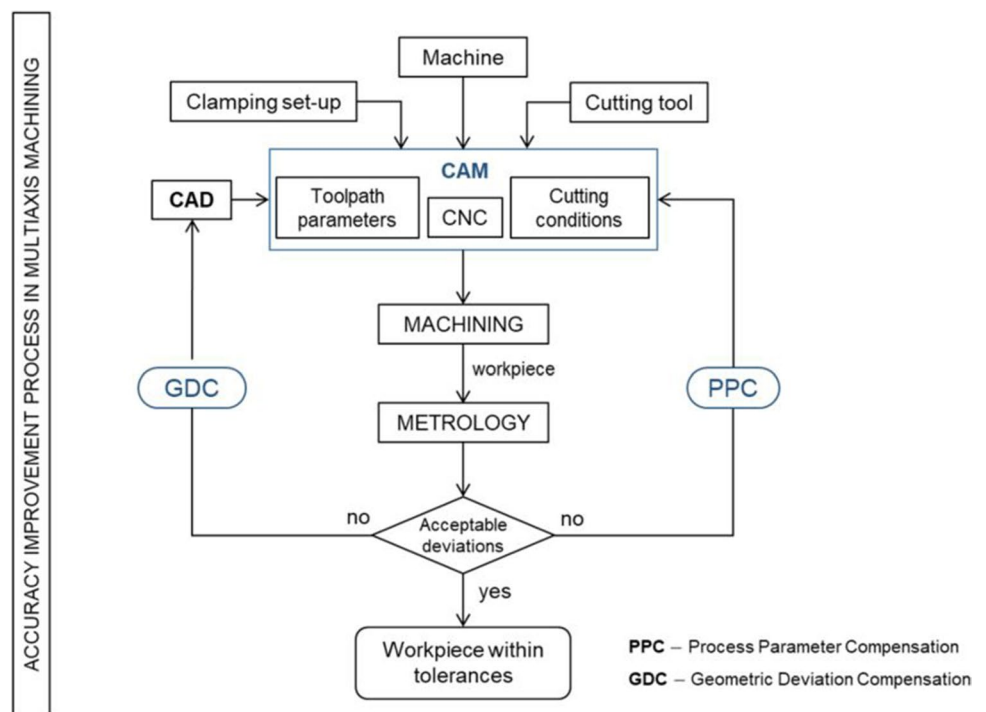 ACCURACY IMPROVEMENT PROCESS IN MULTIAXIS MACHINING
Machine
Clamping set-up
Cutting tool
CAM
CAD
Toolpath
parameters
CNC
Cutting
conditions
MACHINING
workpiece
GDC
PPC
METROLOGY
no
Acceptable
deviations
no
yes
Workpiece within
tolerances
PPC – Process Parameter Compensation
GDC – Geometric Deviation Compensation